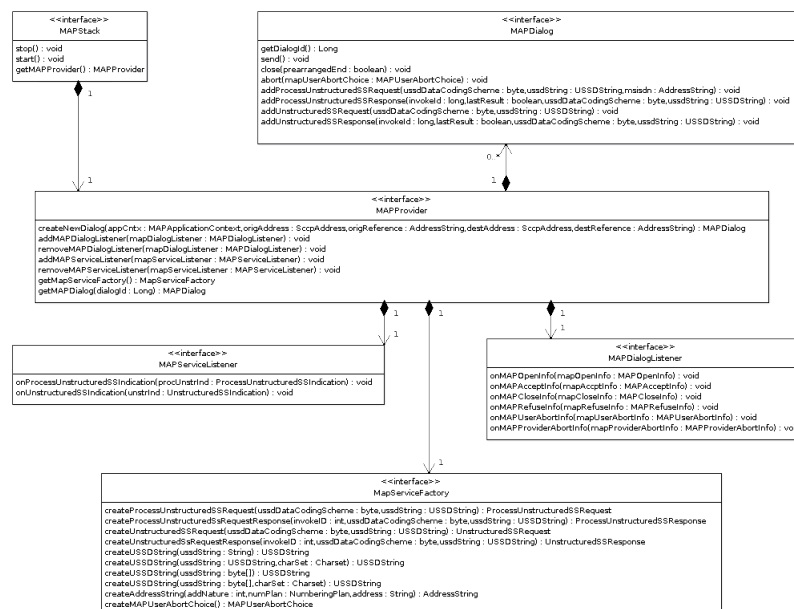 <<interface>>
MAPStack
stop() : void
start() : void
getMAPProvider() : MAPProvider
<<interface>>
MAPDialog
getDialogId() : Long
send() : void
close(prearrangedEnd : boolean) : void
abort(mapUserAbortChoice : MAPUserAbortChoice) : void
addProcessUnstructuredSSRequest(ussdDataCodingScheme : byte,ussdString : USSDString,msisdn : AddressString) : void
addProcessUnstructuredSSResponse(invokeId : long,lastResult : boolean,ussdDataCodingScheme : byte,ussdString : USSDString) : void
addUnstructuredSSRequest(ussdDataCodingScheme : byte,ussdString : USSDString) : void
addUnstructuredSSResponse(invokeId : long,lastResult : boolean,ussdDataCodingScheme : byte,ussdString : USSDString) : void
1
0..*
1
1
<<interface>>
MAPProvider
createNewDialog(appCntx : MAPApplicationContext,origAddress : SccpAddress,origReference : AddressString,destAddress : SccpAddress,destReference : AddressString) : MAPDialog
addMAPDialogListener(mapDialogListener : MAPDialogListener) : void
removeMAPDialogListener(mapDialogListener : MAPDialogListener) : void
addMAPServiceListener(mapServiceListener : MAPServiceListener) : void
removeMAPServiceListener(mapServiceListener : MAPServiceListener) : void
getMapServiceFactory() : MapServiceFactory
getMAPDialog(dialogId : Long) : MAPDialog
1
1
1
1
1
<<interface>>
MAPServiceListener
onProcessUnstructuredSSIndication(procUnstrInd : ProcessUnstructuredSSIndication) : void
onUnstructuredSSIndication(unstrInd : UnstructuredSSIndication) : void
<<interface>>
MAPDialogListener
onMAPOpenInfo(mapOpenInfo : MAPOpenInfo) : void
onMAPAcceptInfo(mapAccptInfo : MAPAcceptInfo) : void
onMAPCloseInfo(mapCloseInfo : MAPCloseInfo) : void
onMAPRefuseInfo(mapRefuseInfo : MAPRefuseInfo) : void
onMAPUserAbortInfo(mapUserAbortInfo : MAPUserAbortInfo) : void
onMAPProviderAbortInfo(mapProviderAbortInfo : MAPProviderAbortInfo) : vo
1
<<interface>>
MapServiceFactory
createProcessUnstructuredSSRequest(ussdDataCodingScheme : byte,ussdString : USSDString) : ProcessUnstructuredSSRequest
createProcessUnstructuredSsRequestResponse(invokeID : int,ussdDataCodingScheme : byte,ussdString : USSDString) : ProcessUnstructuredSSResponse
createUnstructuredSSRequest(ussdDataCodingScheme : byte,ussdString : USSDString) : UnstructuredSSRequest
createUnstructuredSsRequestResponse(invokeID : int,ussdDataCodingScheme : byte,ussdString : USSDString) : UnstructuredSSResponse
createUSSDString(ussdString : String) : USSDString
createUSSDString(ussdString : USSDString,charSet : Charset) : USSDString
createUSSDString(ussdString : byte[]) : USSDString
createUSSDString(ussdString : byte[],charSet : Charset) : USSDString
createAddressString(addNature : int,numPlan : NumberingPlan,address : String) : AddressString
createMAPUserAbortChoice() : MAPUserAbortChoice